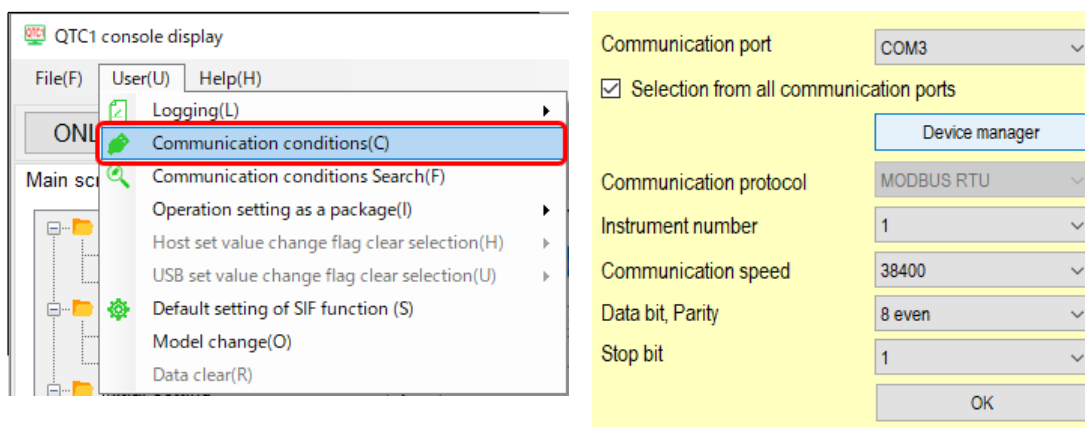 QTC1 console display
File(F) User(U) Help(H)
Logging(L)
ONL
Communication conditions(C)
Main scr
Communication conditions Search(F)
Operation setting as a package(I)
Host set value change flag clear selection(H)
USB set value change flag clear selection(U)
Default setting of SIF function (S)
Model change(O)
Data clear(R)
Communication port COM3
Selection from all communication ports
Device manager
Communication protocol MODBUS RTU
Instrument number 1
Communication speed 38400
Data bit, Parity 8 even
Stop bit 1
OK